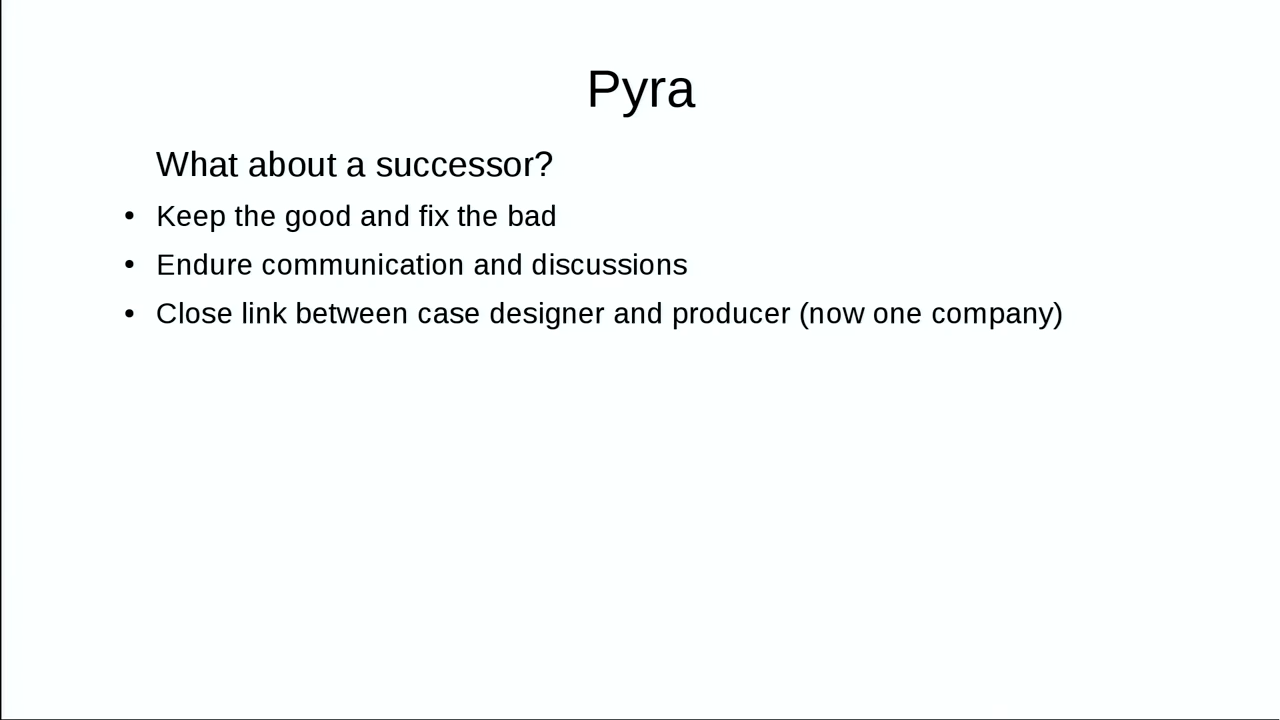 Pyra
What about a successor?
• Keep the good and fix the bad
• Endure communication and discussions
• Close link between case designer and producer (now one company)